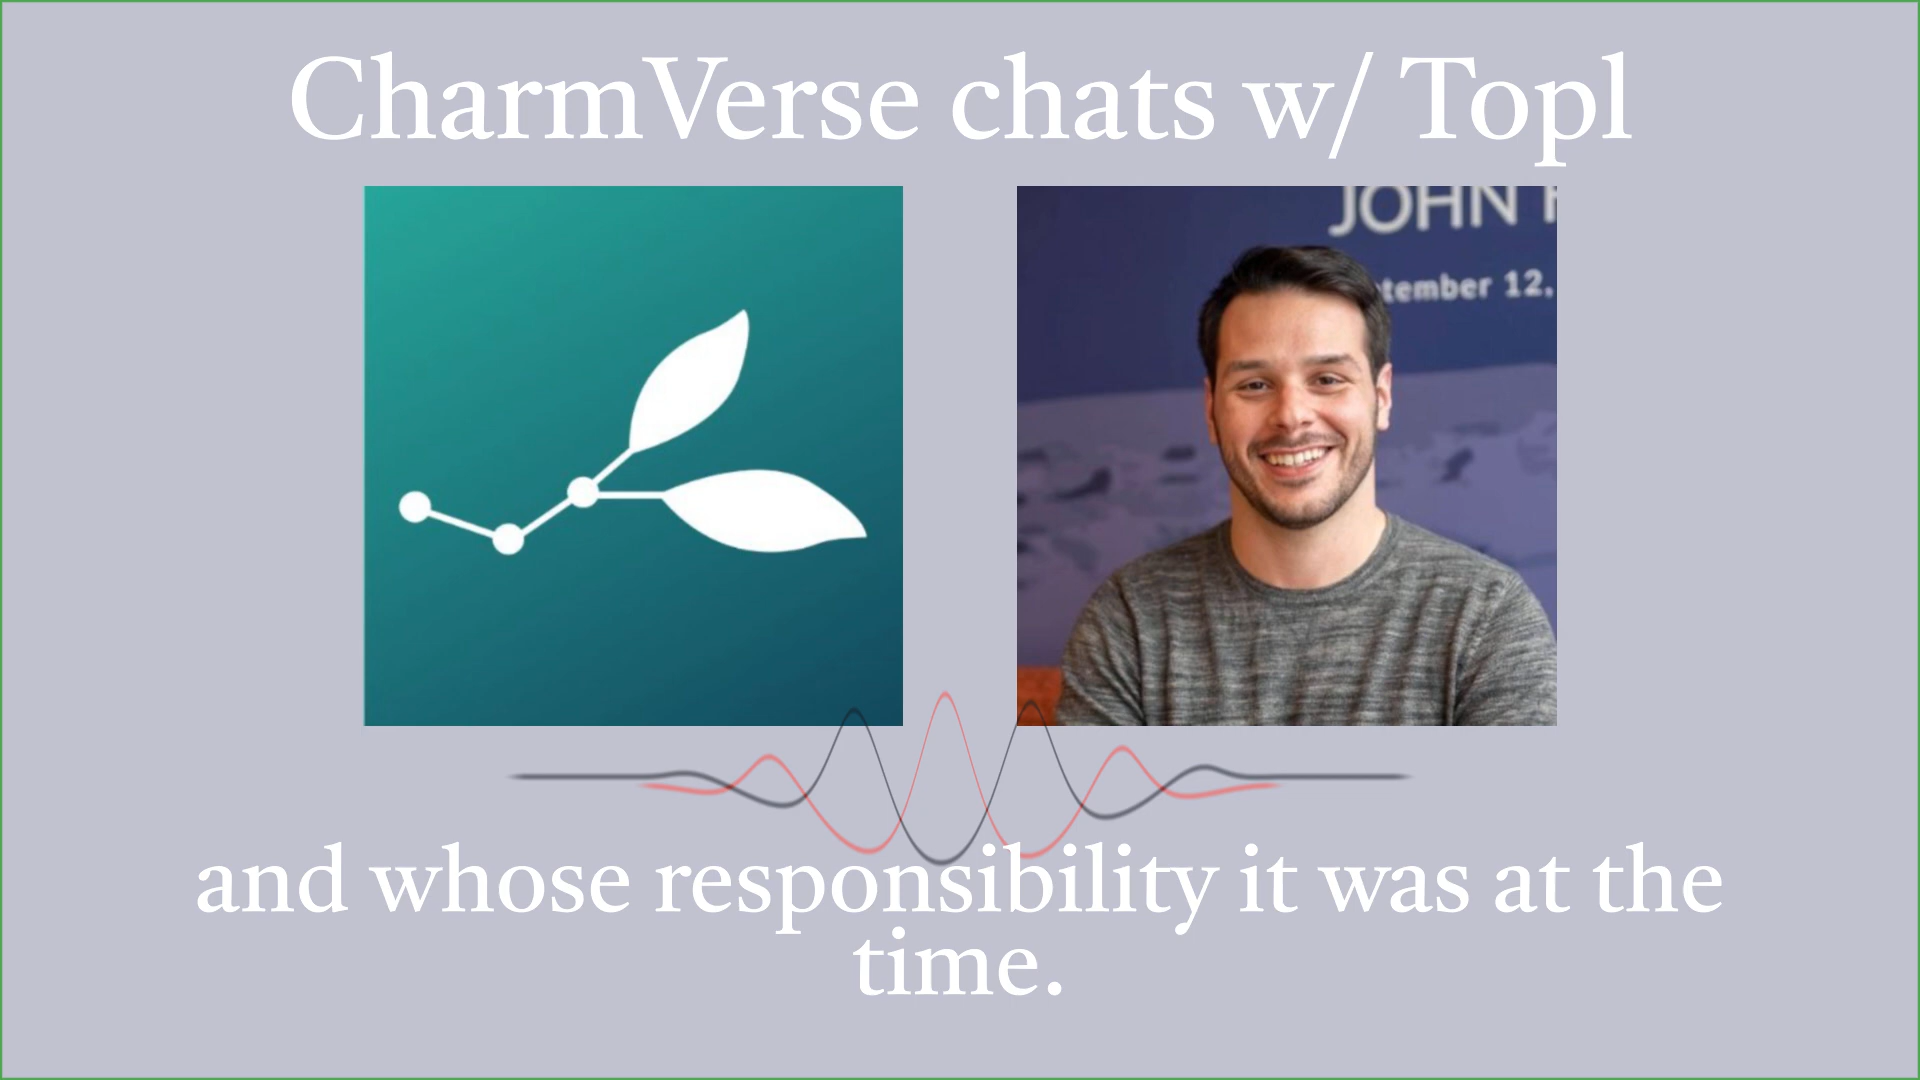 CharmVerse chats w/ Topl
JOHN
tember 12,
and whose responsibility it was at the
time.